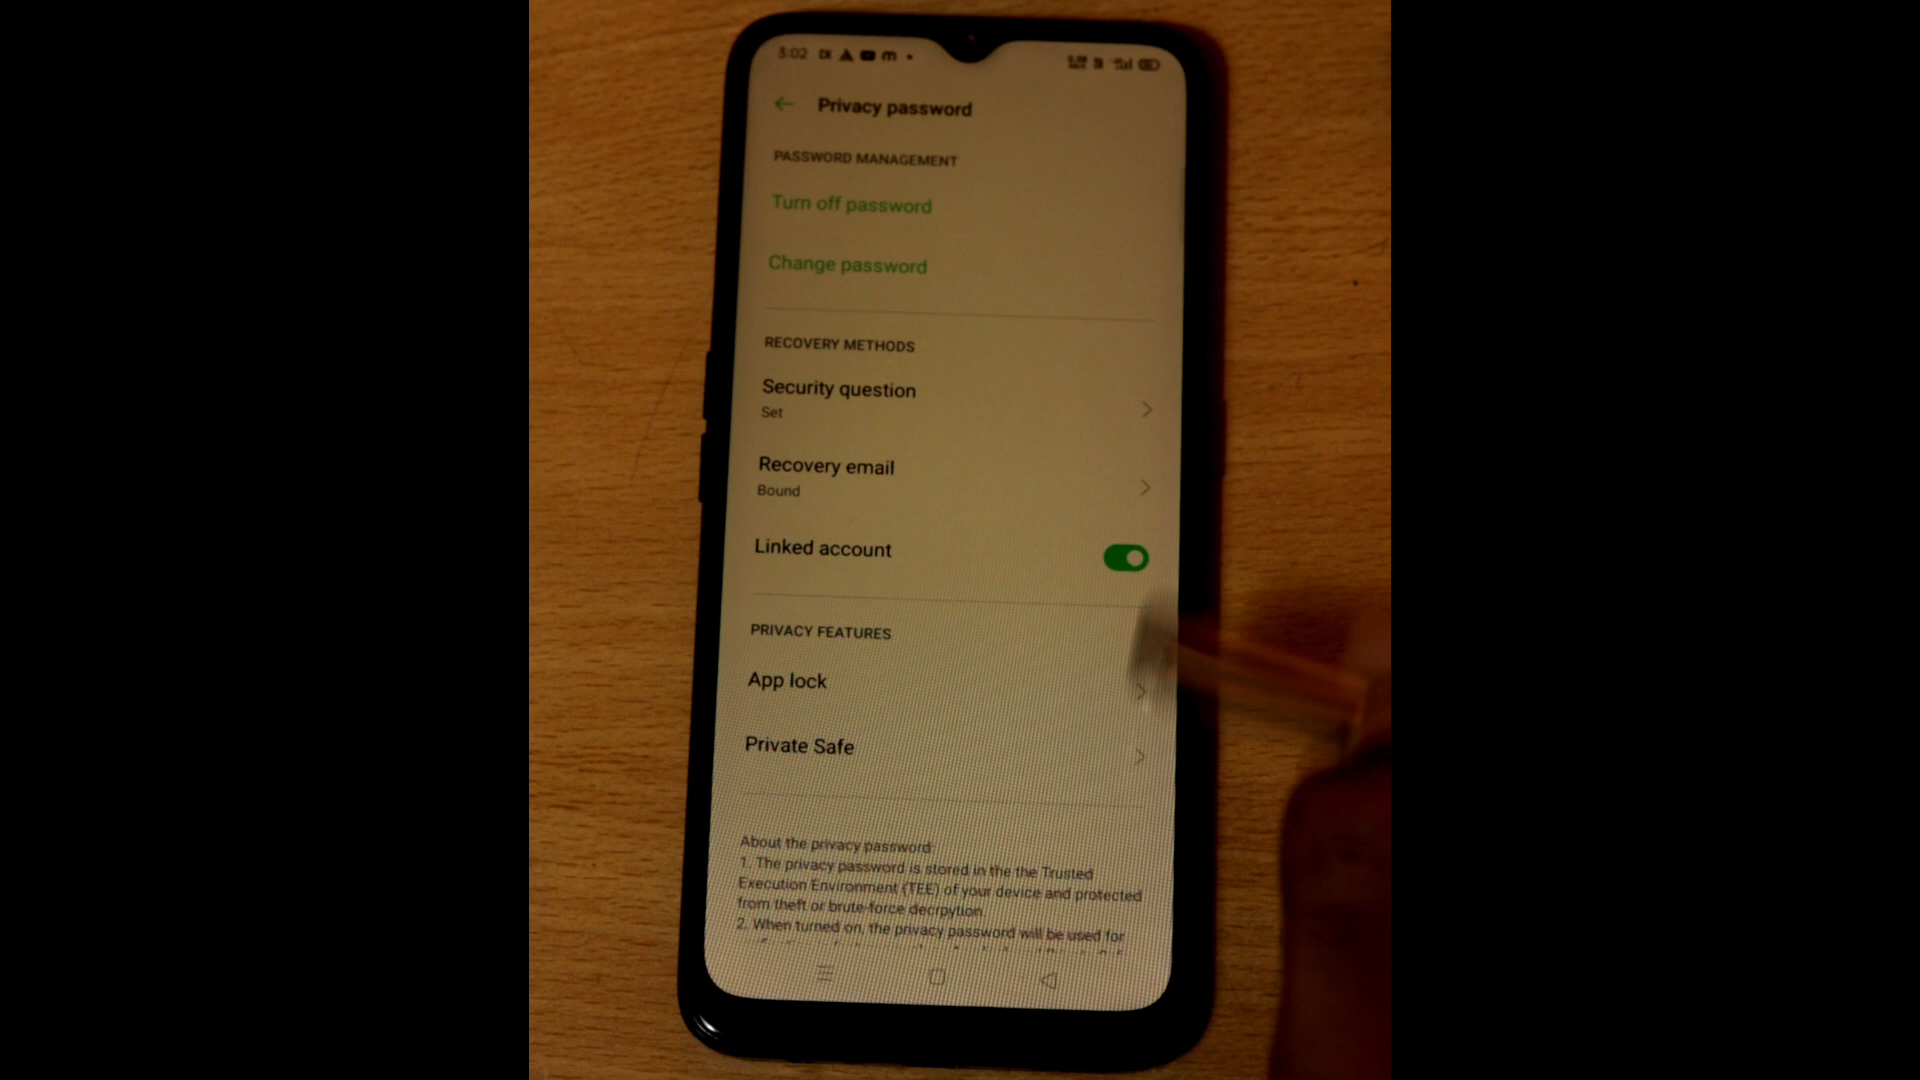 3:02
Privacy password
PASSWORD MANAGEMENT
Turn off password
Change password
RECOVERY METHODS
Security question
Set
Recovery email
Bound
Linked account
PRIVACY FEATURES
App lock
Private Safe
About the privacy password:
1. The privacy password is stored in the the Trusted
Execution Environment (TEE) of your device and protected
from theft or brute-force decrpytion.
2. When turned on, the privacy password will be used for